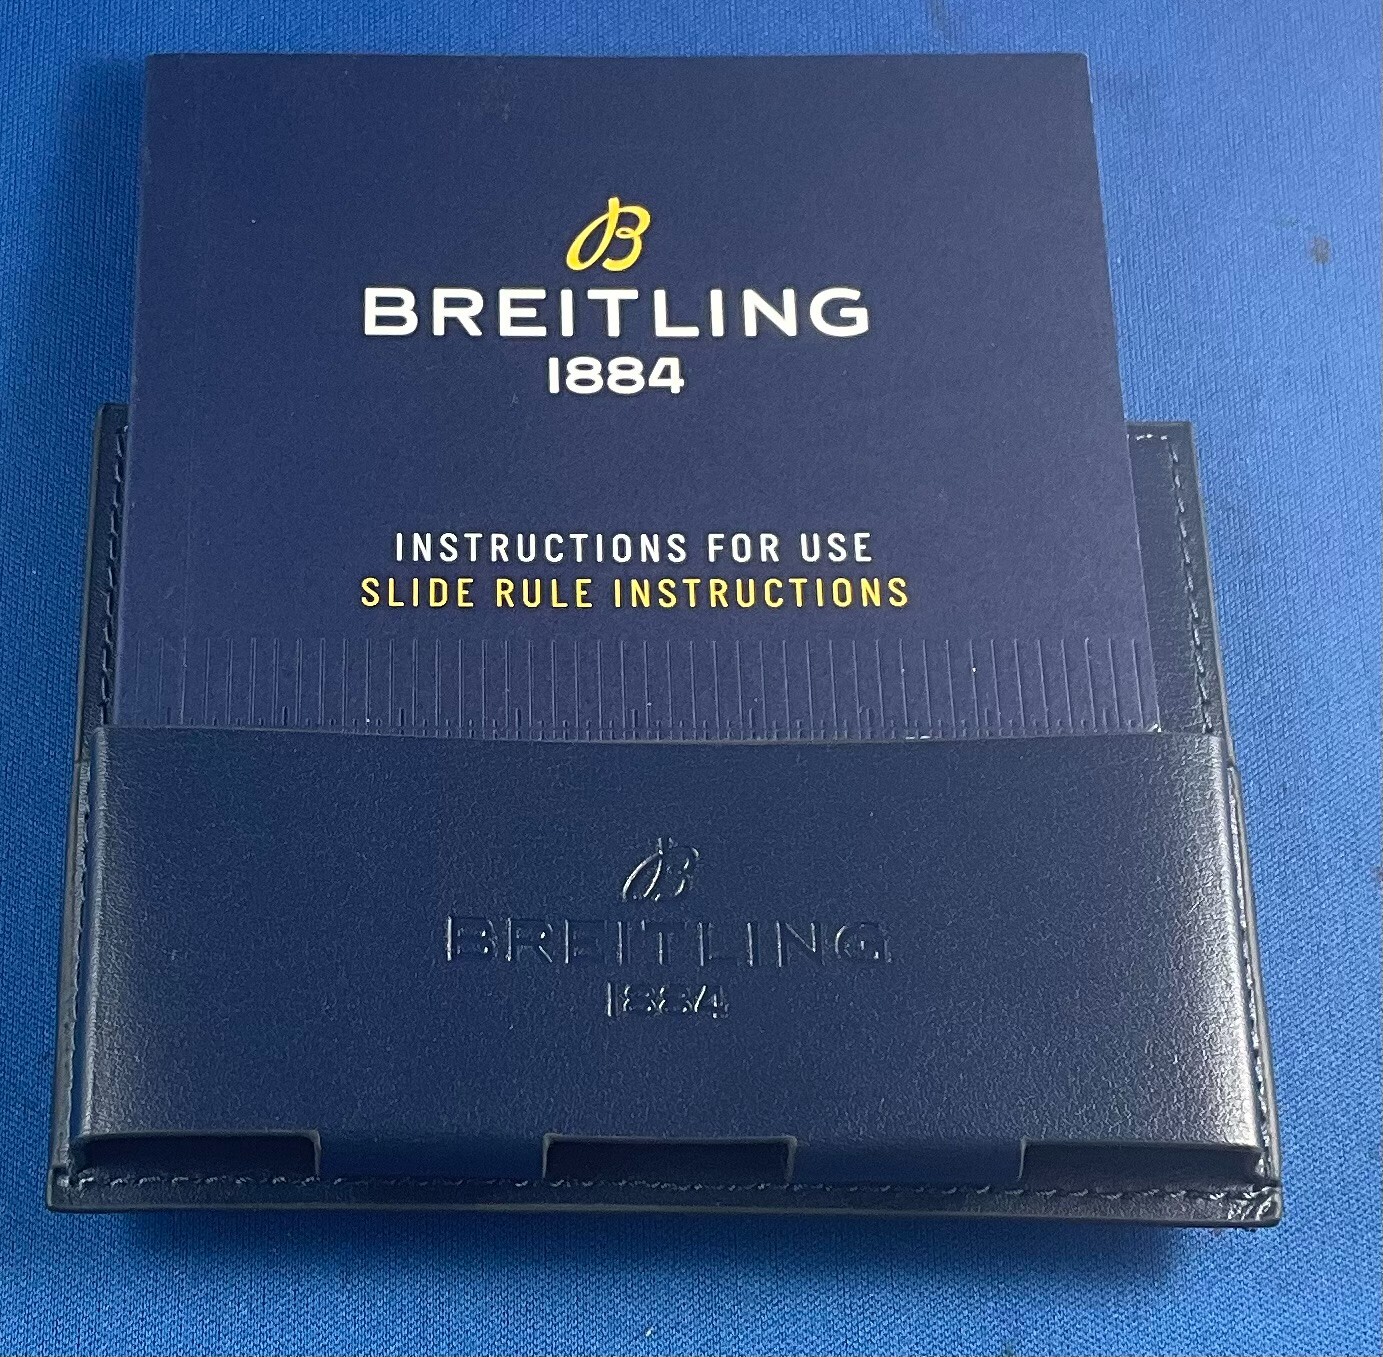 B
BREITLING
1884
INSTRUCTIONS FOR USE
SLIDE RULE INSTRUCTIONS
B
BREITLING
1884